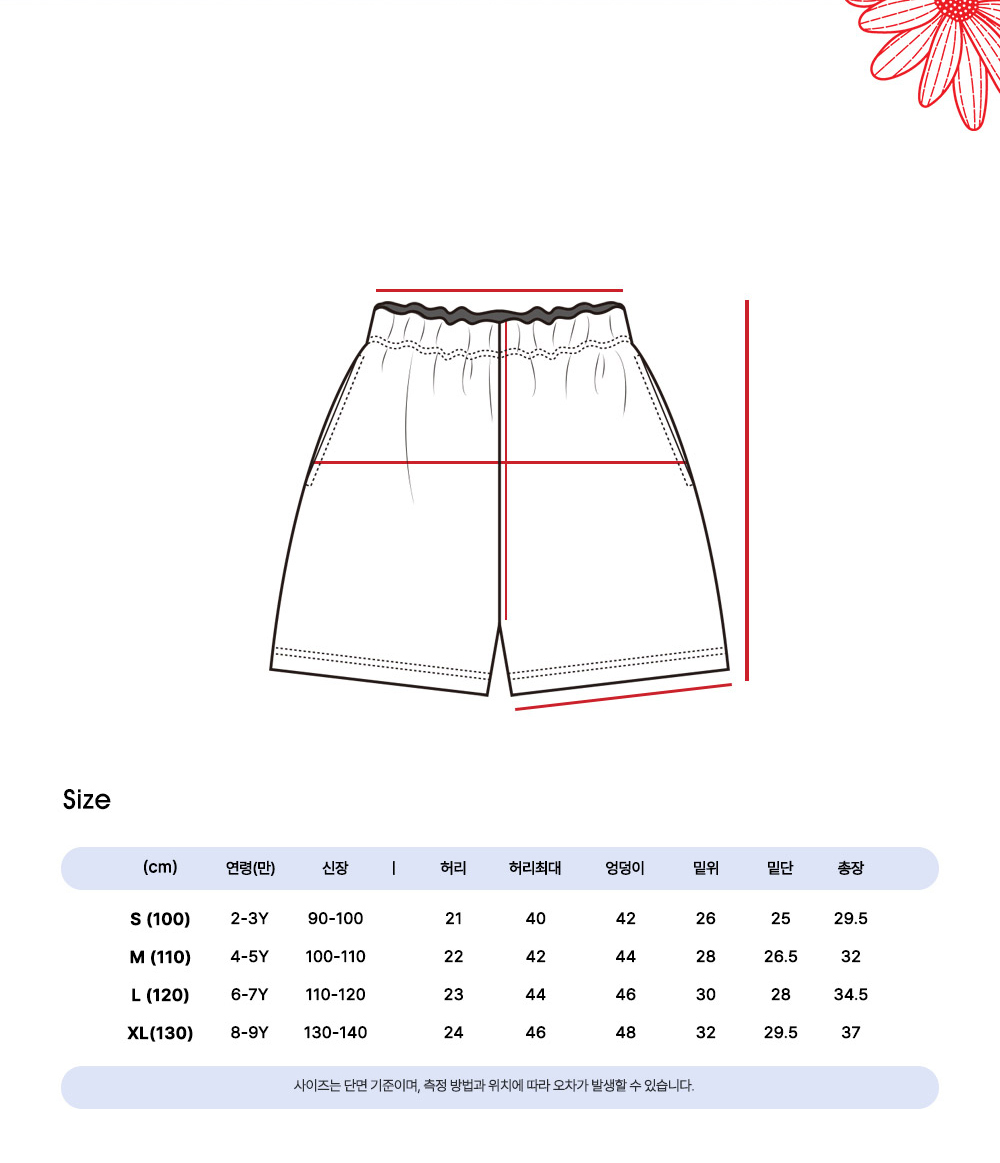 Size
(cm) 연령(만) 신장 | 허리 허리최대 엉덩이 밑위 밑단 총장
S (100) 2-3Y 90-100 21 40 42 26 25 29.5
M (110) 4-5Y 100-110 22 42 44 28 26.5 32
L (120) 6-7Y 110-120 23 44 46 30 28 34.5
XL(130) 8-9Y 130-140 24 46 48 32 29.5 37
사이즈는 단면 기준이며, 측정 방법과 위치에 따라 오차가 발생할 수 있습니다.